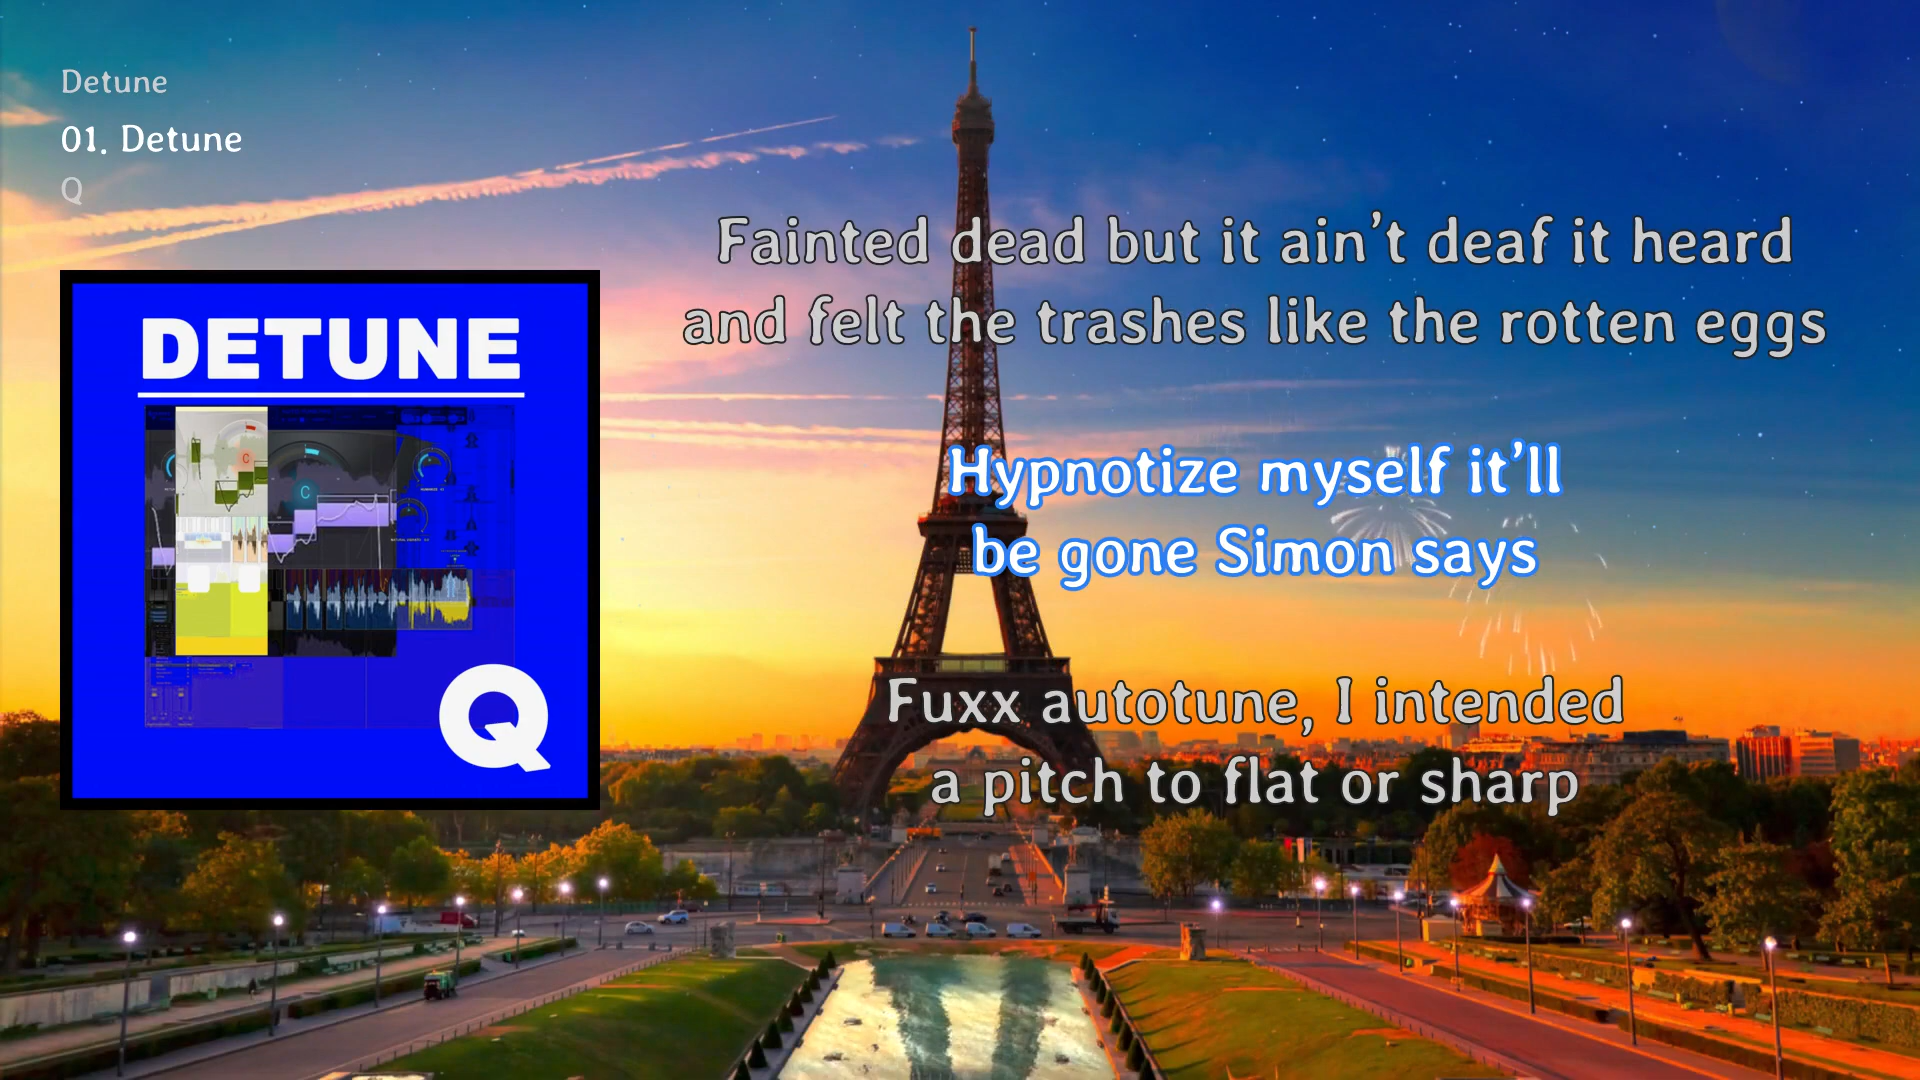 Detune
01. Detune
Q
DETUNE
C
C
Q
Fainted dead but it ain't deaf it heard
and felt the trashes like the rotten eggs
Hypnotize myself it'll
be gone Simon says
Fuxx autotune, I intended
a pitch to flat or sharp